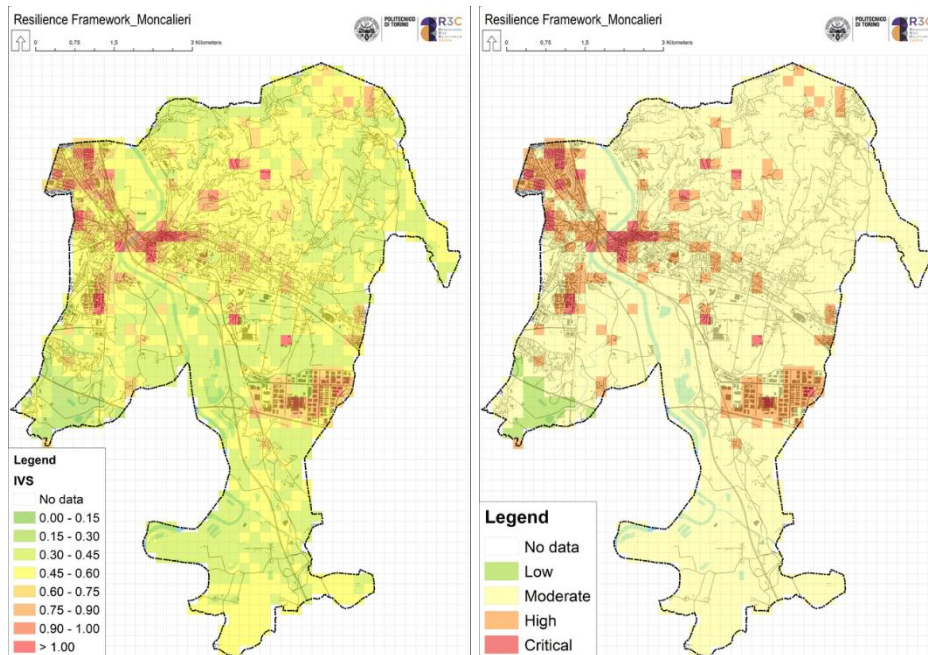 Resilience Framework_Moncalieri
POLITECNICO
DI TORINO
R3C
0 0,75 1,5 3 Kilometers
Legend
IVS
No data
0.00 - 0.15
0.15 - 0.30
0.30 - 0.45
0.45 - 0.60
0.60 - 0.75
0.75 - 0.90
0.90 - 1.00
> 1.00
Resilience Framework_Moncalieri
POLITECNICO
DI TORINO
R3C
0 0,75 1,5 3 Kilometers
Legend
No data
Low
Moderate
High
Critical